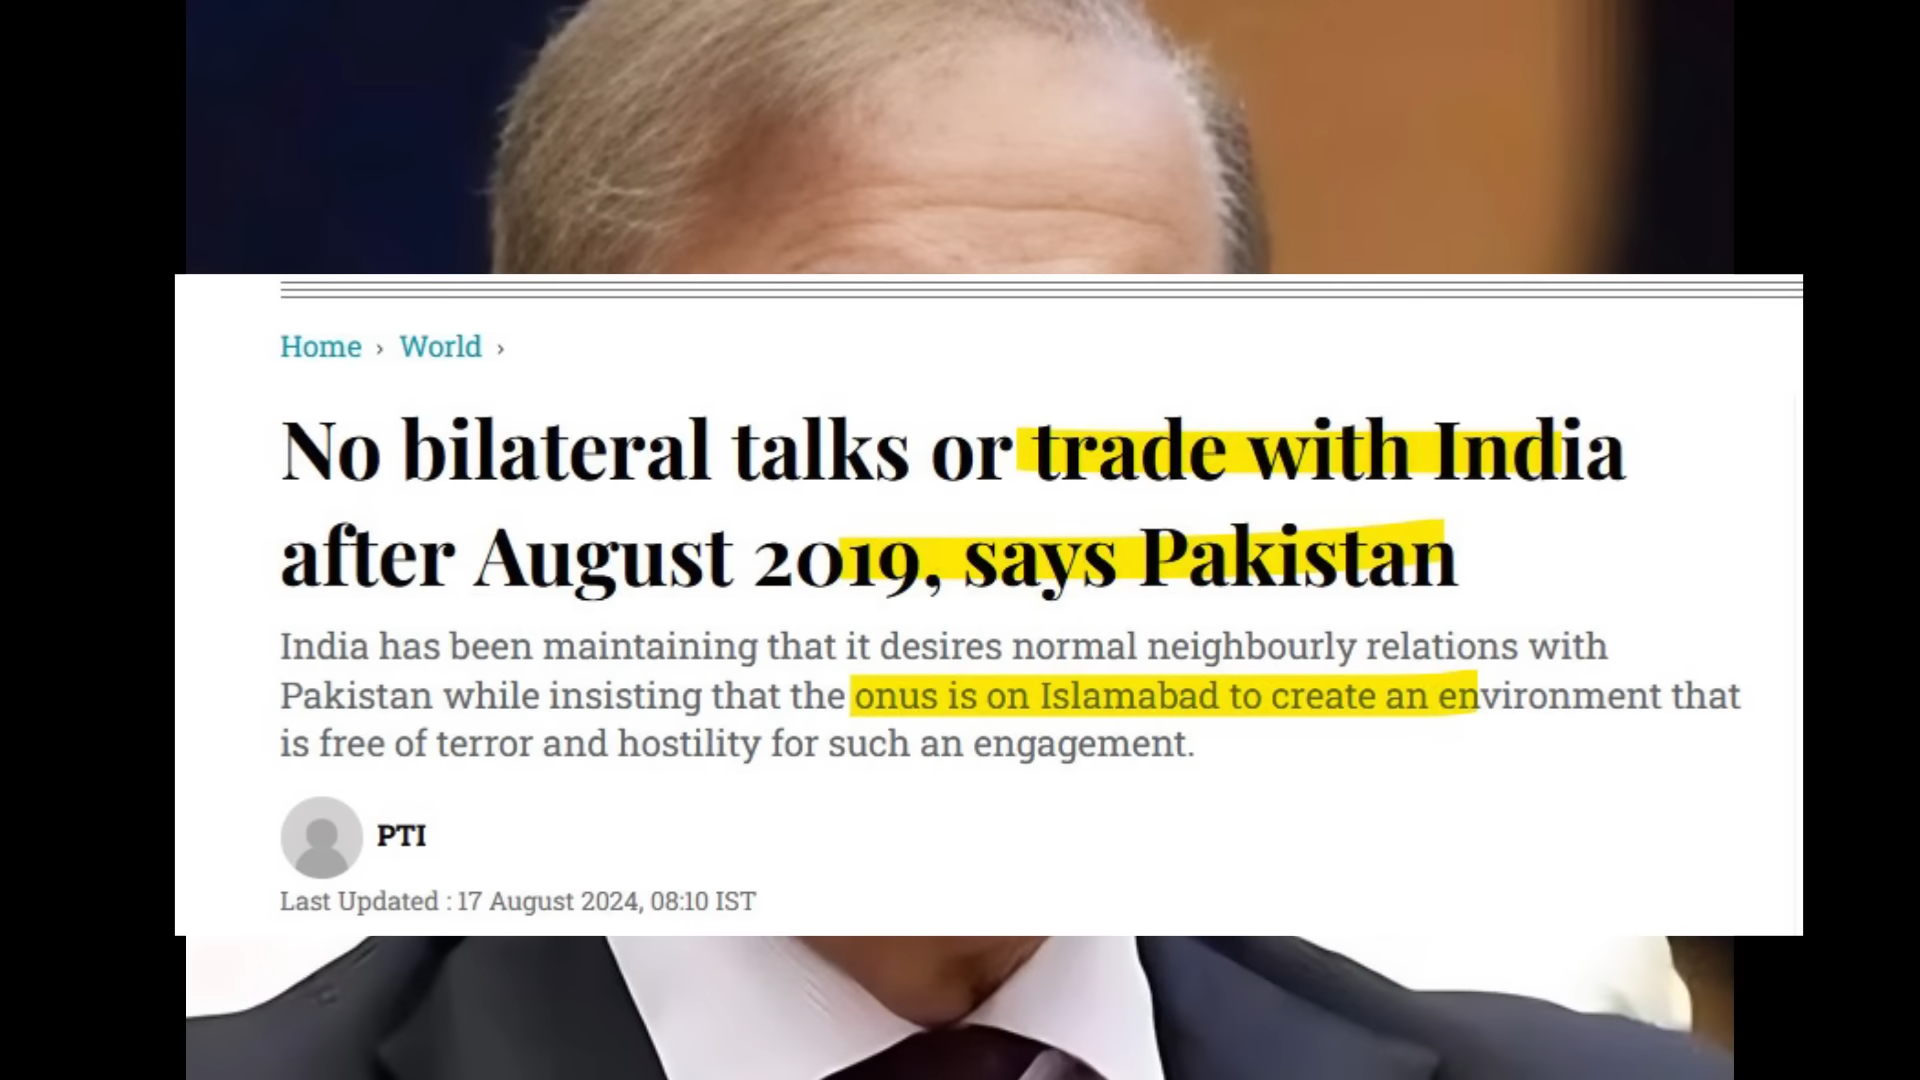 Home › World ›
No bilateral talks or trade with India
after August 2019, says Pakistan
India has been maintaining that it desires normal neighbourly relations with
Pakistan while insisting that the onus is on Islamabad to create an environment that
is free of terror and hostility for such an engagement.
PTI
Last Updated : 17 August 2024, 08:10 IST